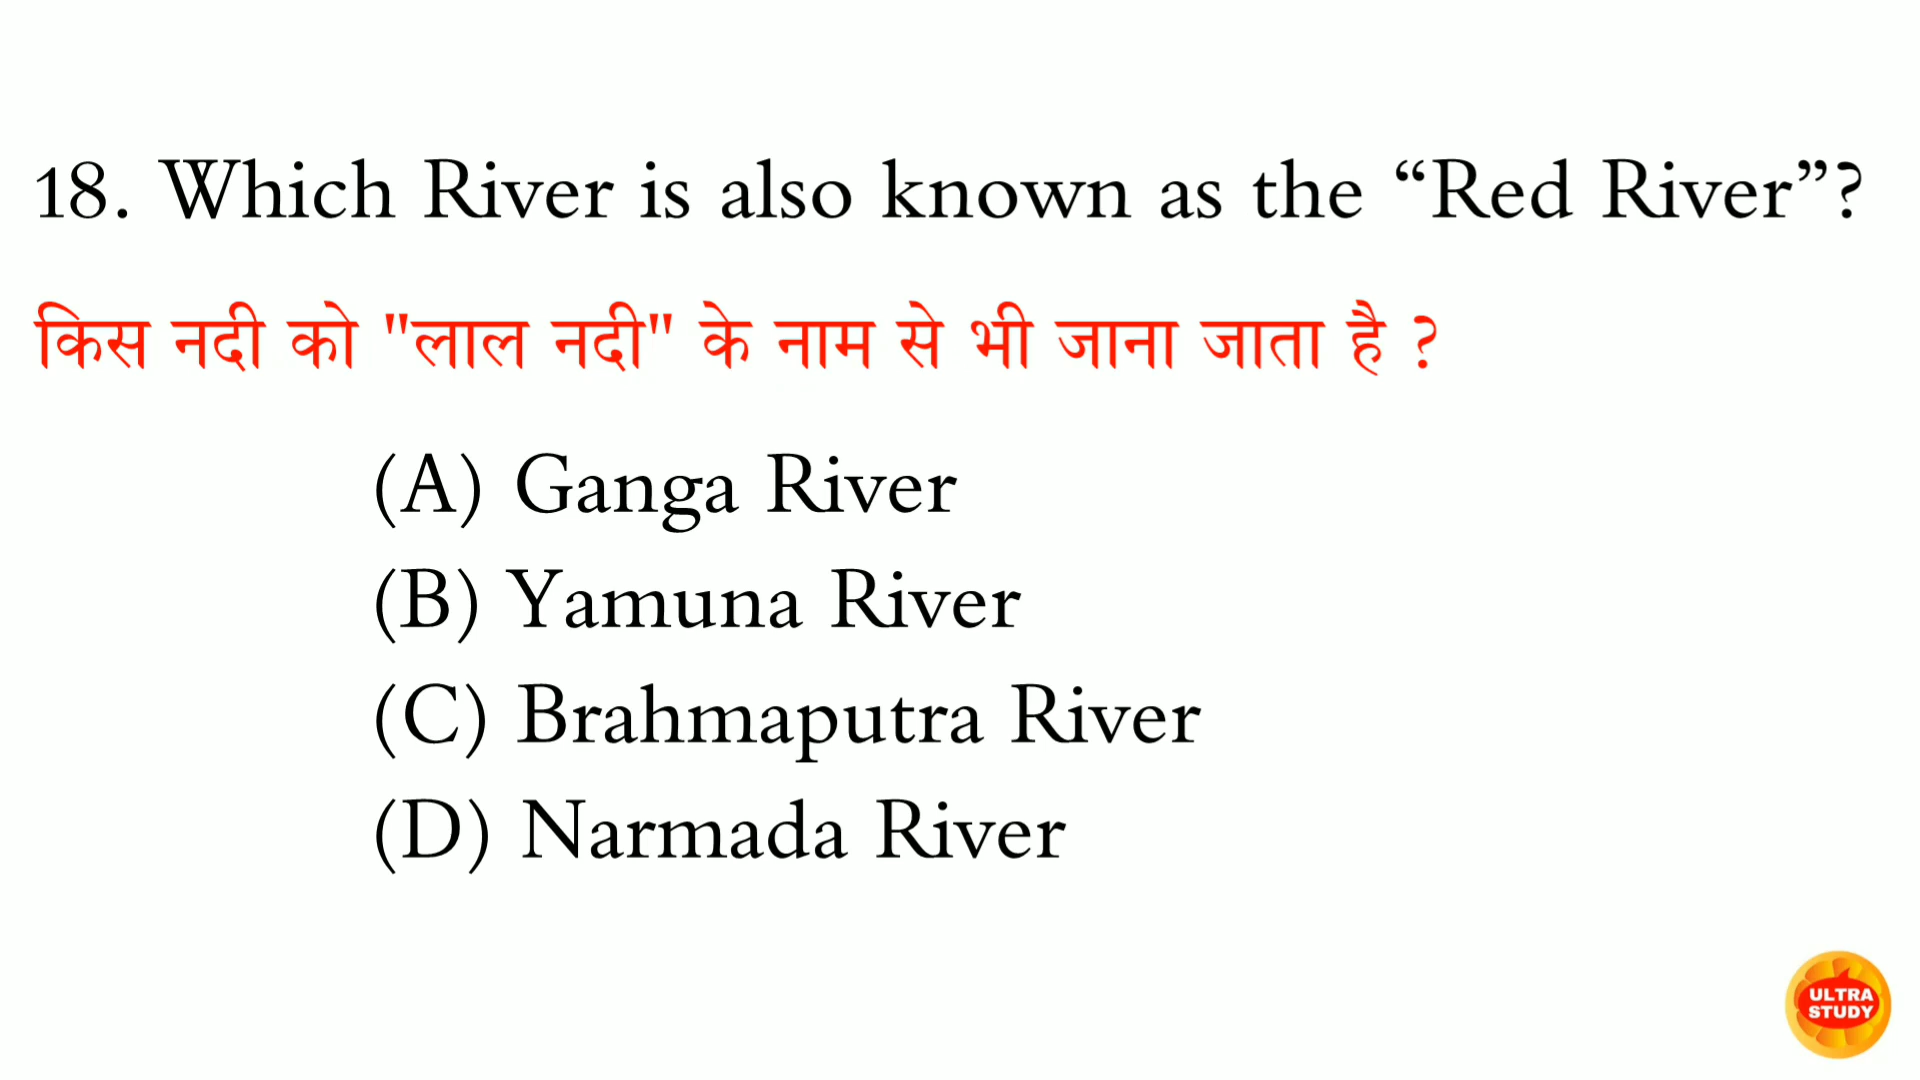 18. Which River is also known as the “Red River”?
किस नदी को "लाल नदी" के नाम से भी जाना जाता है ?
(A) Ganga River
(B) Yamuna River
(C) Brahmaputra River
(D) Narmada River
ULTRA
STUDY